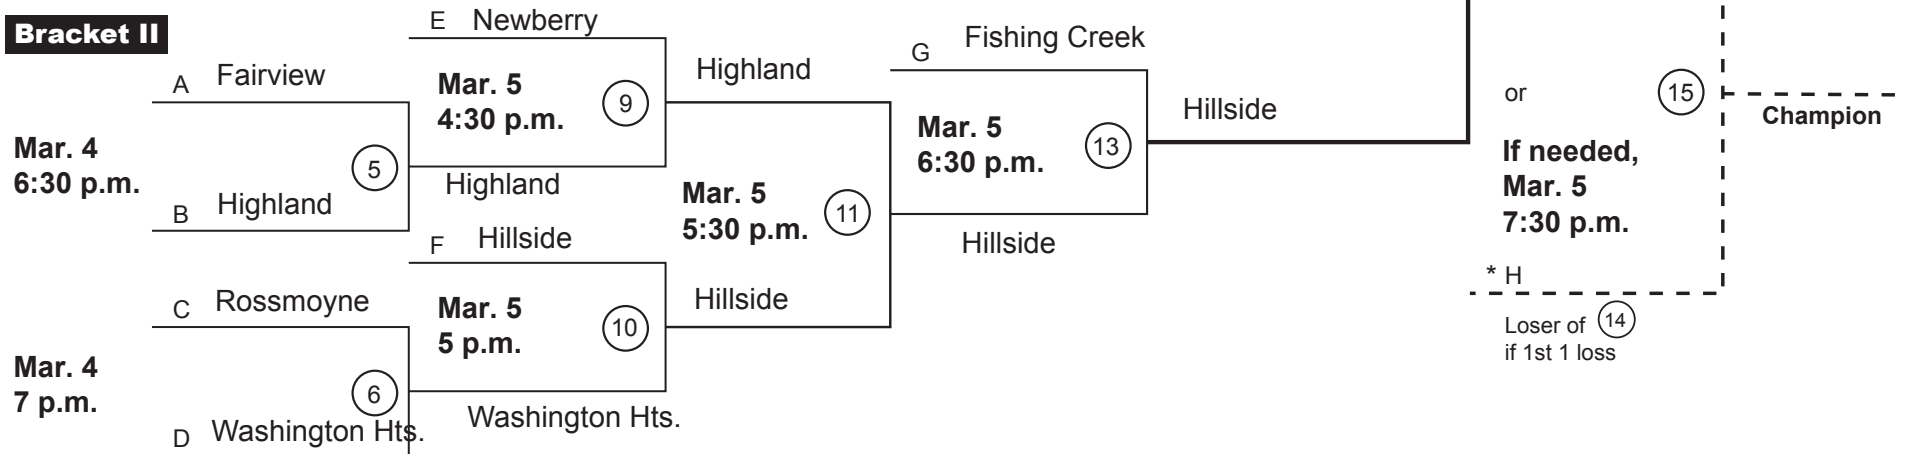 Bracket II
A Fairview
Mar. 4
6:30 p.m.
5
B Highland
C Rossmoyne
Mar. 4
7 p.m.
6
D Washington Hts.
E Newberry
Mar. 5
4:30 p.m.
9
Highland
F Hillside
Mar. 5
5 p.m.
10
Washington Hts.
Highland
Mar. 5
5:30 p.m.
11
Hillside
G Fishing Creek
Mar. 5
6:30 p.m.
13
Hillside
Hillside
or
15
If needed,
Mar. 5
7:30 p.m.
* H
Loser of 14
if 1st 1 loss
Champion